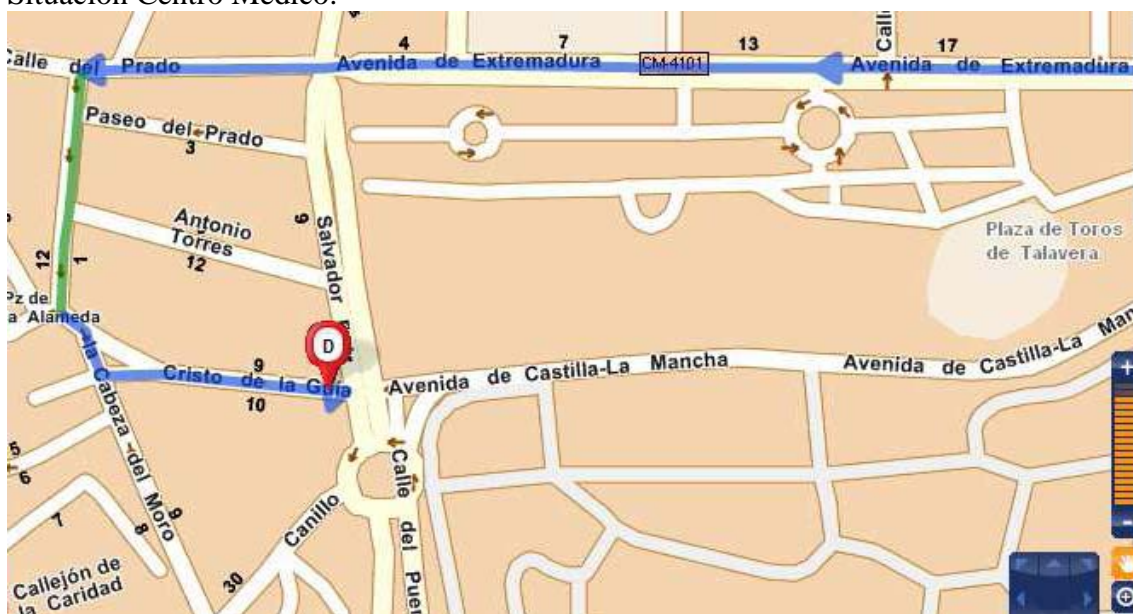 Situación Centro Médico:
4
7
13
17
Calle del Prado
Avenida de Extremadura
CM-4101
Avenida de Extremadura
Paseo del Prado
3
Antonio
Torres
12
6
Salvador
12
1
Pz de
la Alameda
Plaza de Toros
de Talavera
D
9
Cristo de la Guía
10
Avenida de Castilla-La Mancha
Avenida de Castilla-La
la Cabeza del Moro
5
6
7
8
9
Canillo
30
Calle del
Callejón de
la Caridad
+
-